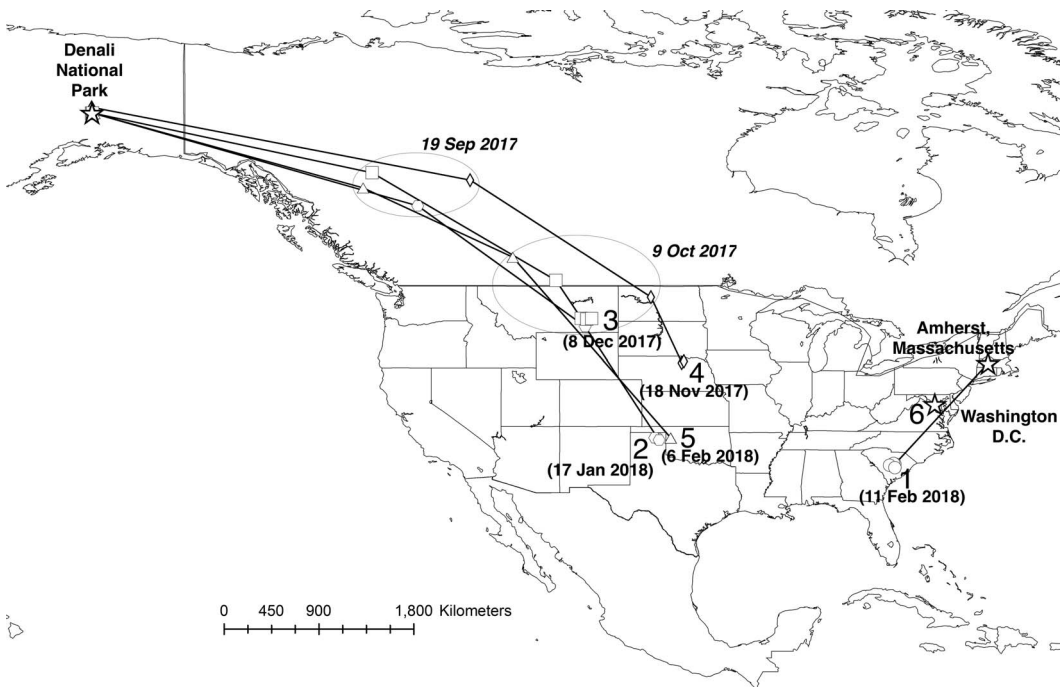 Denali
National
Park
19 Sep 2017
9 Oct 2017
3
(8 Dec 2017)
4
(18 Nov 2017)
Amherst,
Massachusetts
6
Washington
D.C.
2
5
(17 Jan 2018)
(6 Feb 2018)
1
(11 Feb 2018)
0 450 900 1,800 Kilometers